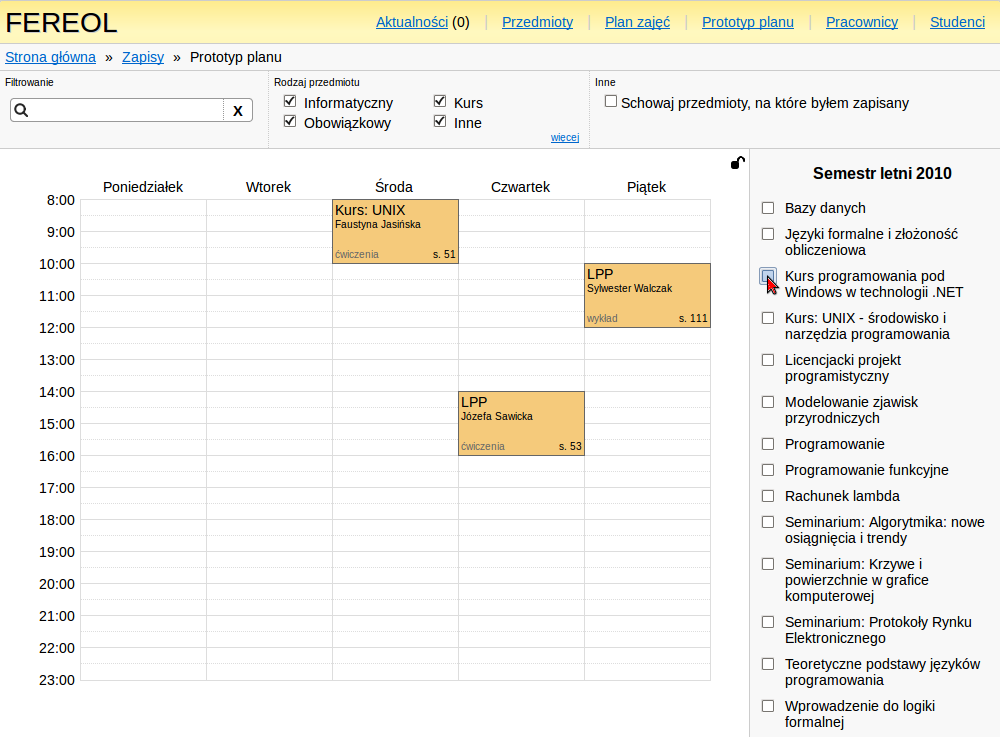 FEREOL
Aktualności (0) | Przedmioty | Plan zajęć | Prototyp planu | Pracownicy | Studenci
Strona główna » Zapisy » Prototyp planu
Filtrowanie
X
Rodzaj przedmiotu
Informatyczny
Kurs
Obowiązkowy
Inne
więcej
Inne
Schowaj przedmioty, na które byłem zapisany
Poniedziałek Wtorek Środa Czwartek Piątek
8:00
9:00
10:00
11:00
12:00
13:00
14:00
15:00
16:00
17:00
18:00
19:00
20:00
21:00
22:00
23:00
Kurs: UNIX
Faustyna Jasińska
ćwiczenia s. 51
LPP
Sylwester Walczak
wykład s. 111
LPP
Józefa Sawicka
ćwiczenia s. 53
Semestr letni 2010
Bazy danych
Języki formalne i złożoność
obliczeniowa
Kurs programowania pod
Windows w technologii .NET
Kurs: UNIX - środowisko i
narzędzia programowania
Licencjacki projekt
programistyczny
Modelowanie zjawisk
przyrodniczych
Programowanie
Programowanie funkcyjne
Rachunek lambda
Seminarium: Algorytmika: nowe
osiągnięcia i trendy
Seminarium: Krzywe i
powierzchnie w grafice
komputerowej
Seminarium: Protokoły Rynku
Elektronicznego
Teoretyczne podstawy języków
programowania
Wprowadzenie do logiki
formalnej